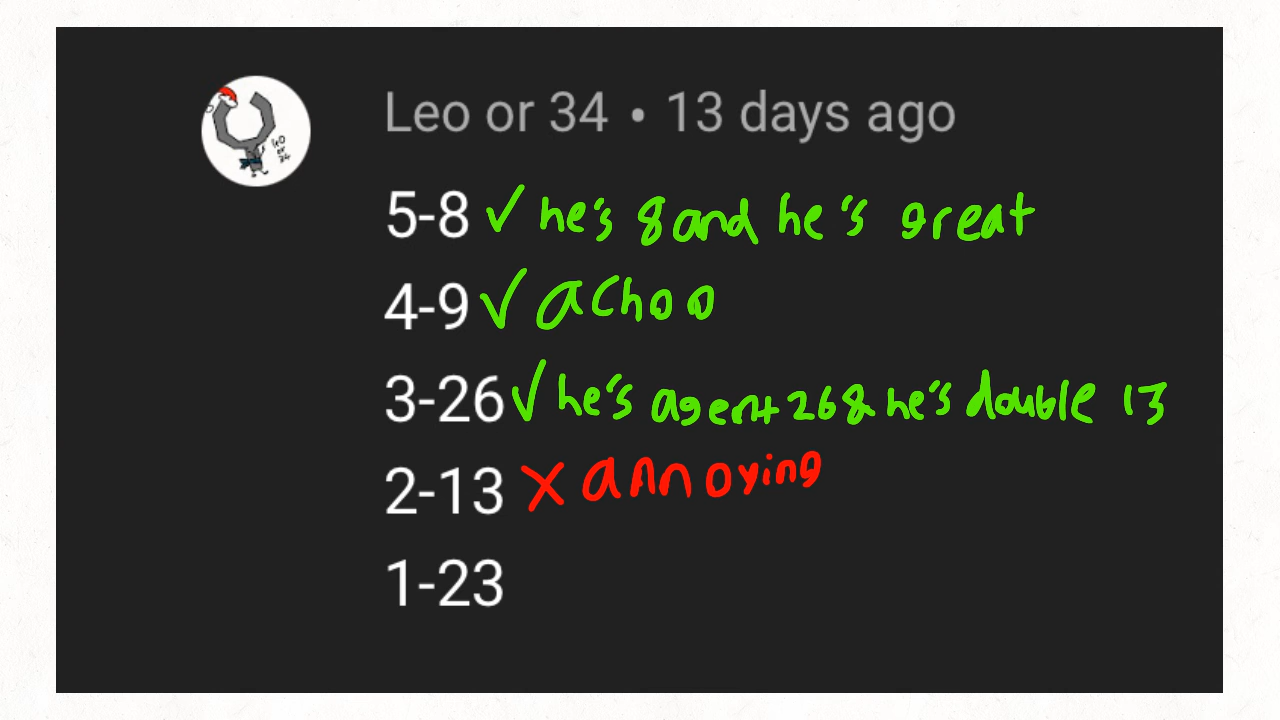 Leo or 34 • 13 days ago
5-8 ✓ he's 8 and he's great
4-9 ✓ achoo
3-26 ✓ he's agent 26 & he's double 13
2-13 X annoying
1-23